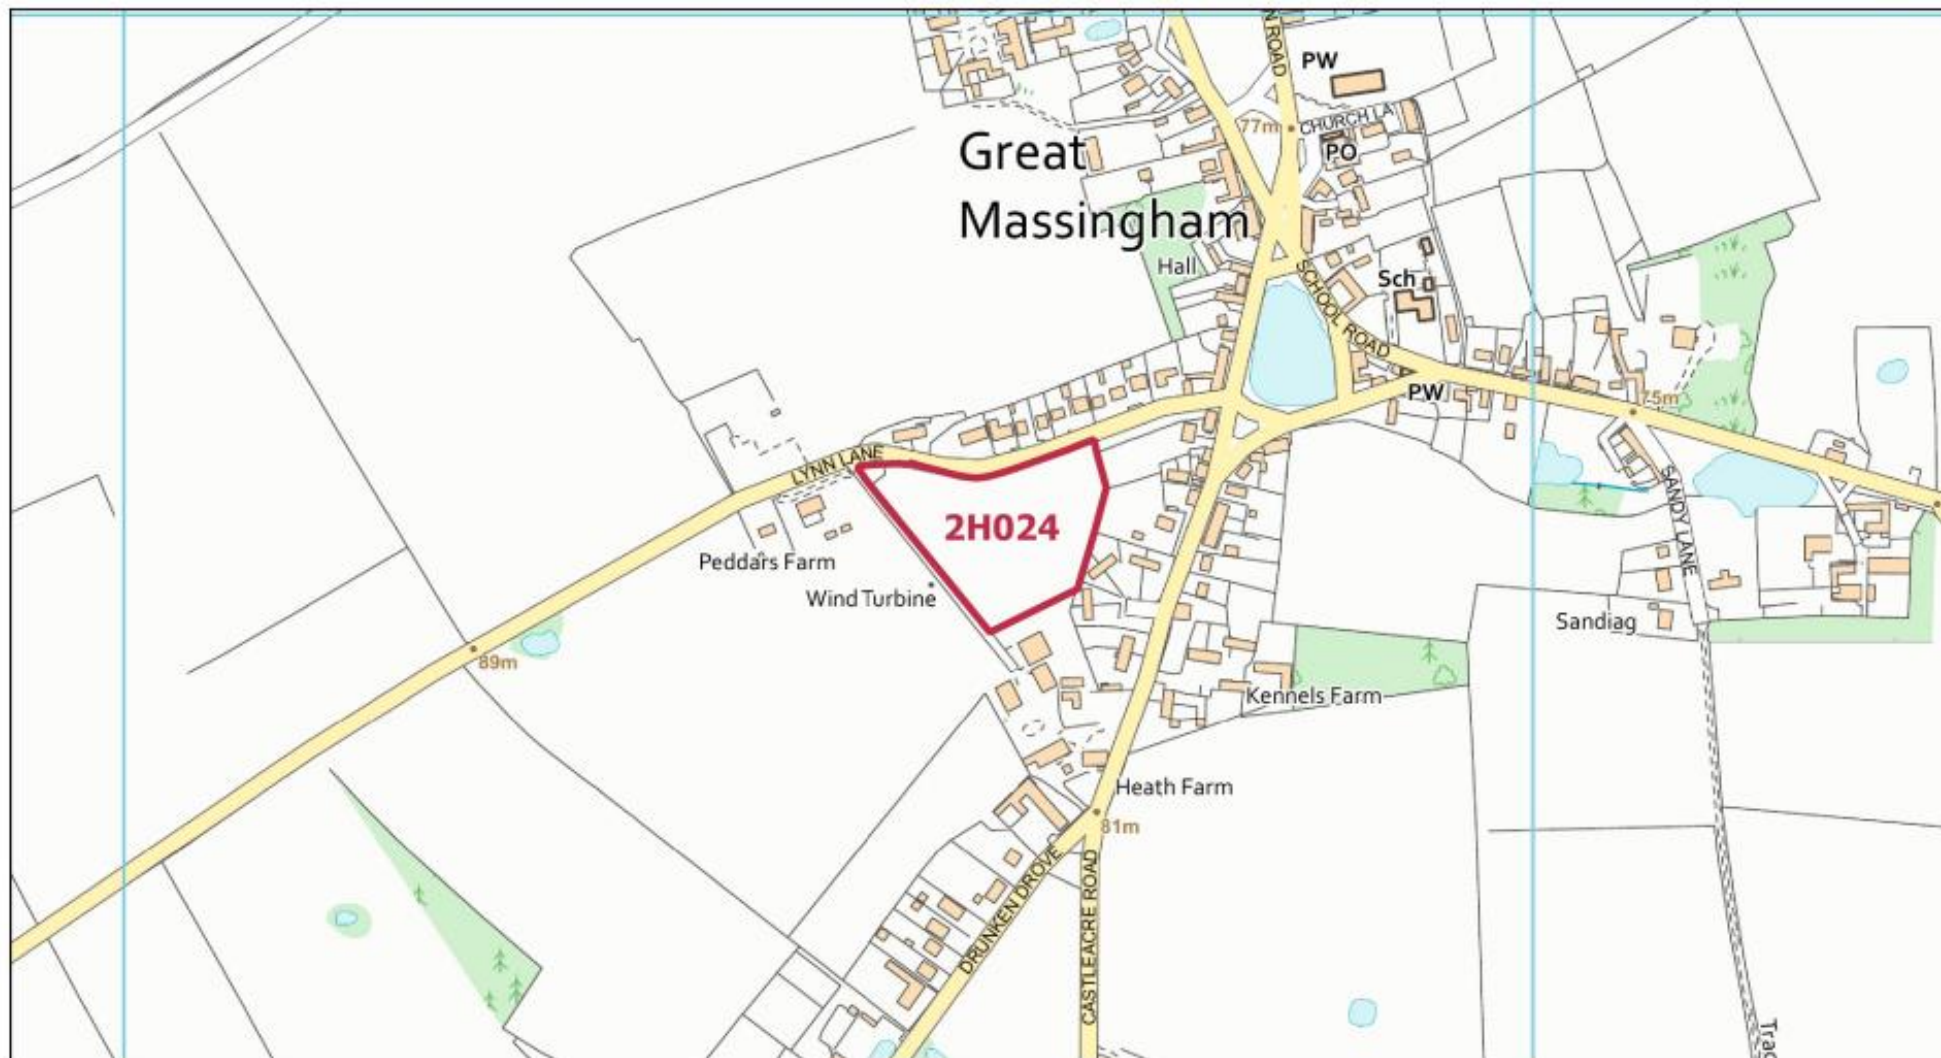 N ROAD
PW
77m
CHURCH LA
PO
Great
Massingham
Hall
Sch
SCHOOL ROAD
PW
75m
LYNN LANE
SANDY LANE
2H024
Peddars Farm
Wind Turbine
Sandiag
89m
Kennels Farm
Heath Farm
81m
DRUNKEN DROVE
CASTLEACRE ROAD
Trac